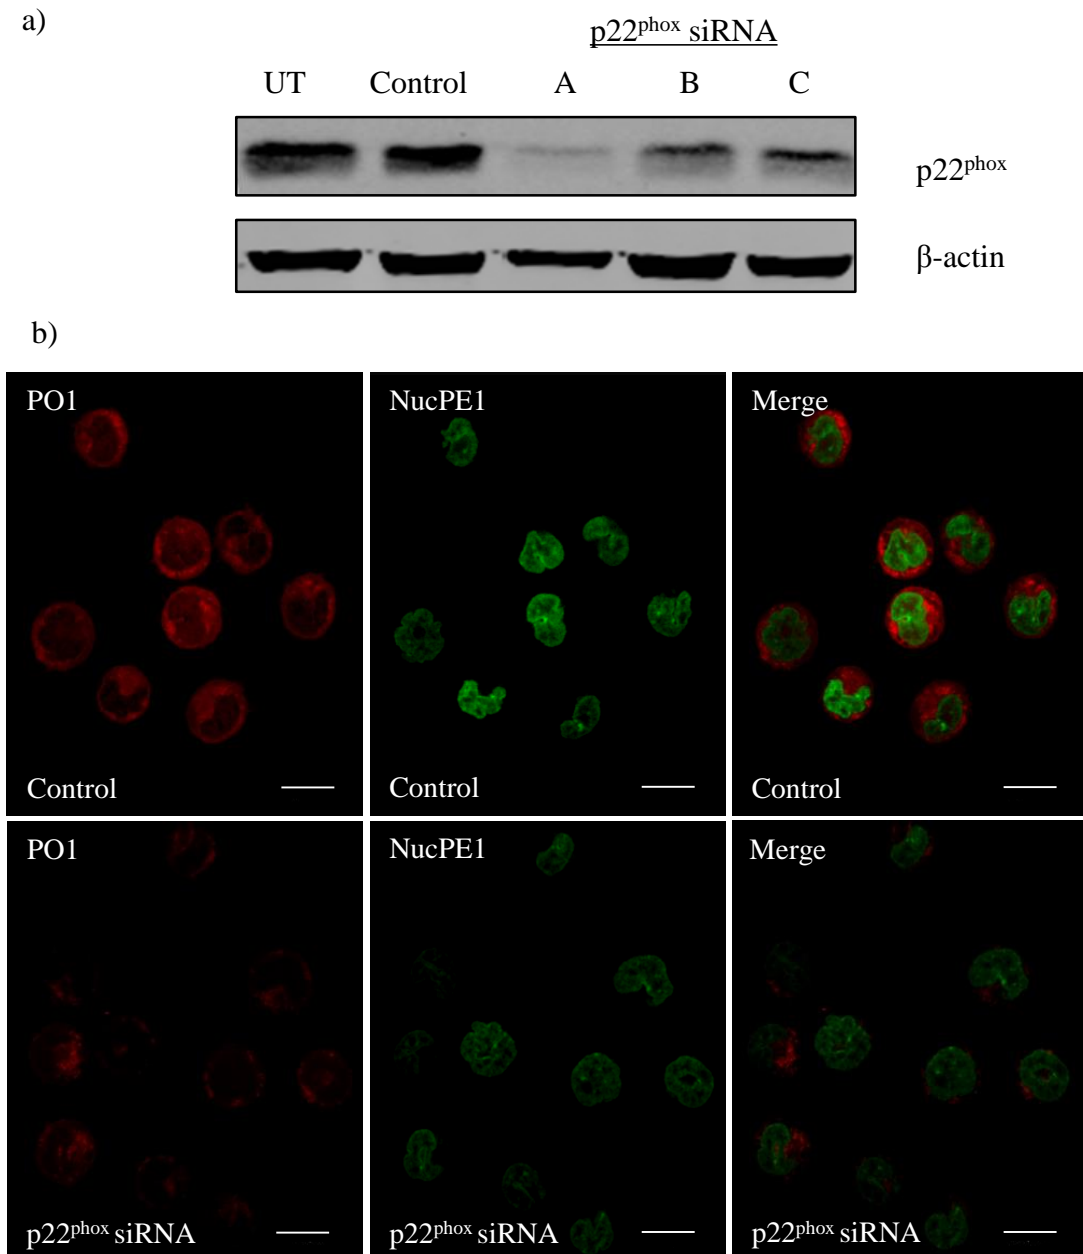 a)
p22ᵖʰᵒˣ siRNA
UT Control A B C
p22ᵖʰᵒˣ
β-actin
b)
PO1 NucPE1 Merge
Control Control Control
PO1 NucPE1 Merge
p22ᵖʰᵒˣ siRNA p22ᵖʰᵒˣ siRNA p22ᵖʰᵒˣ siRNA